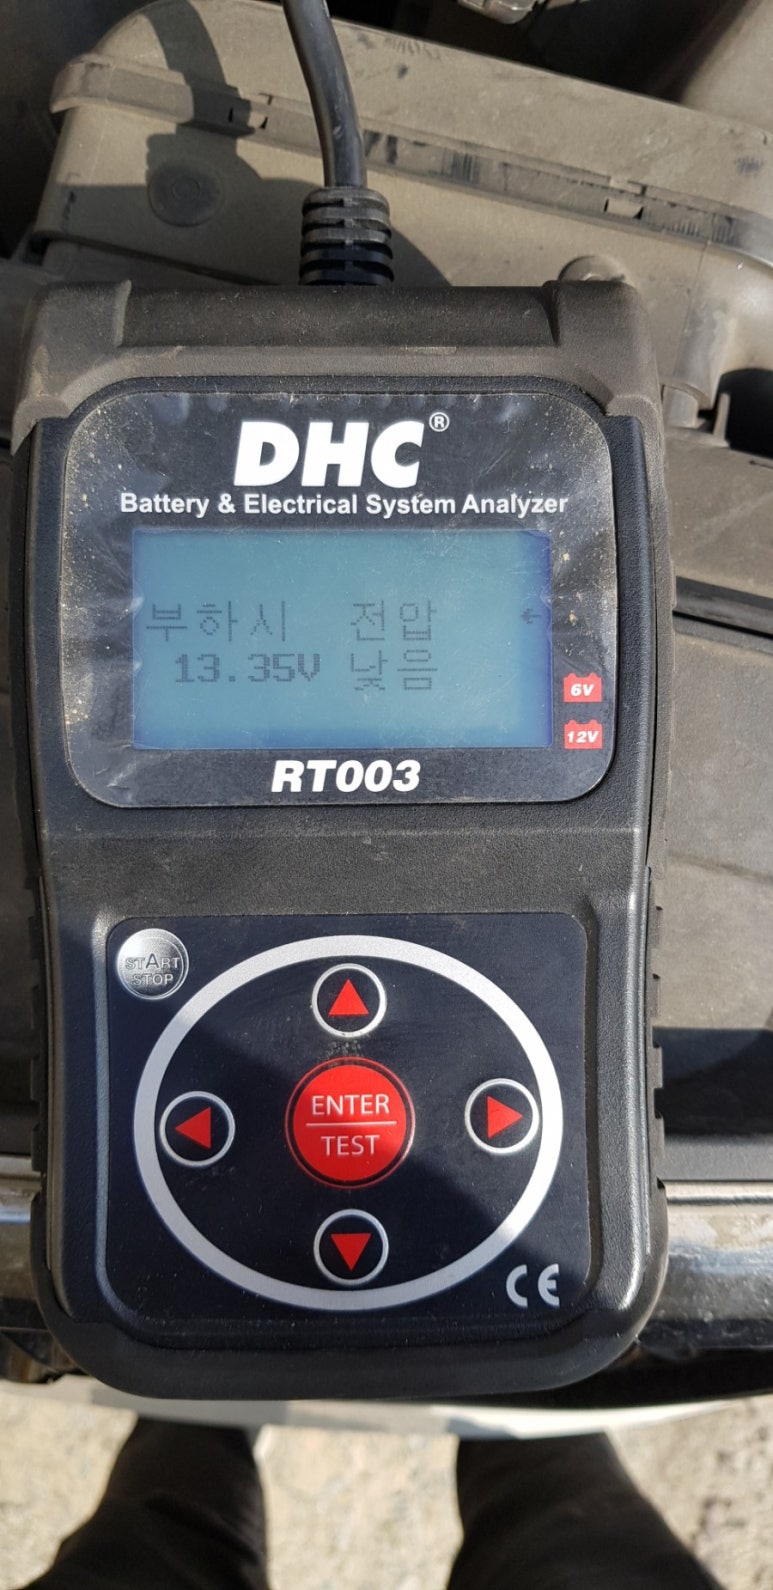 DHC®
Battery & Electrical System Analyzer
부하시 전압 ←
13.35V 낮음
6V
12V
RT003
START
STOP
ENTER
TEST
CE